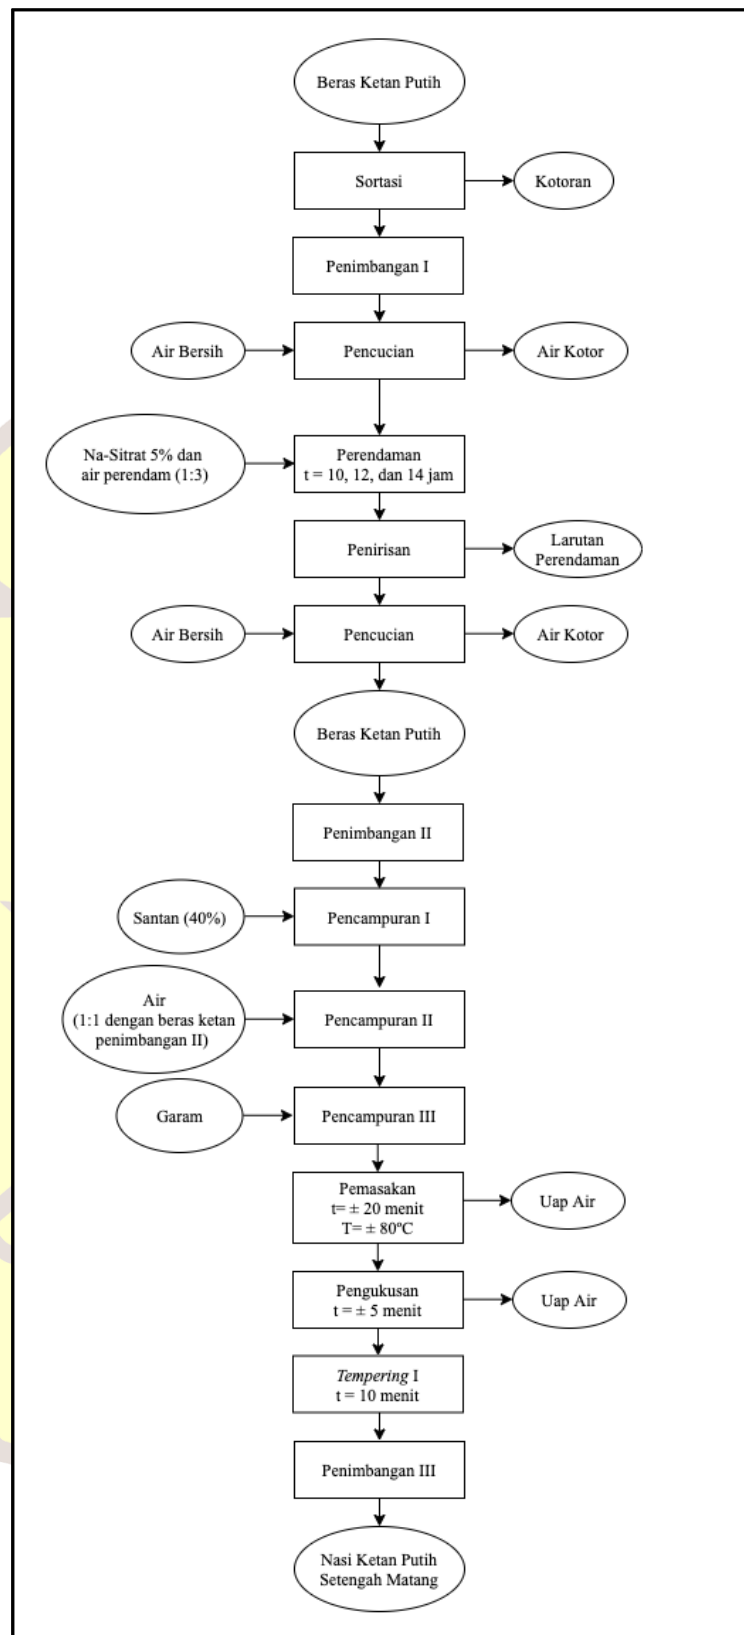 Beras Ketan Putih
Sortasi
Kotoran
Penimbangan I
Air Bersih
Pencucian
Air Kotor
Na-Sitrat 5% dan
air perendam (1:3)
Perendaman
t = 10, 12, dan 14 jam
Penirisan
Larutan
Perendaman
Air Bersih
Pencucian
Air Kotor
Beras Ketan Putih
Penimbangan II
Santan (40%)
Pencampuran I
Air
(1:1 dengan beras ketan
penimbangan II)
Pencampuran II
Garam
Pencampuran III
Pemasakan
t= ± 20 menit
T= ± 80ºC
Uap Air
Pengukusan
t = ± 5 menit
Uap Air
Tempering I
t = 10 menit
Penimbangan III
Nasi Ketan Putih
Setengah Matang